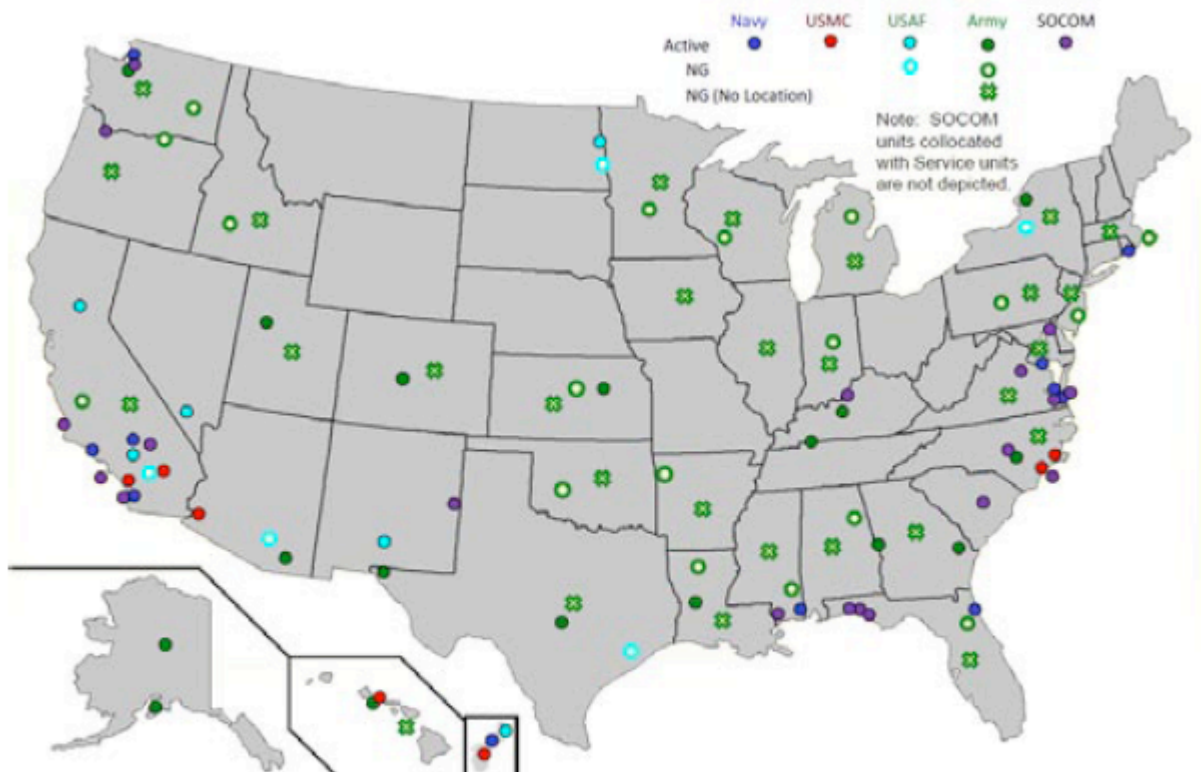 Navy USMC USAF Army SOCOM
Active
NG
NG (No Location)
Note: SOCOM
units collocated
with Service units
are not depicted.